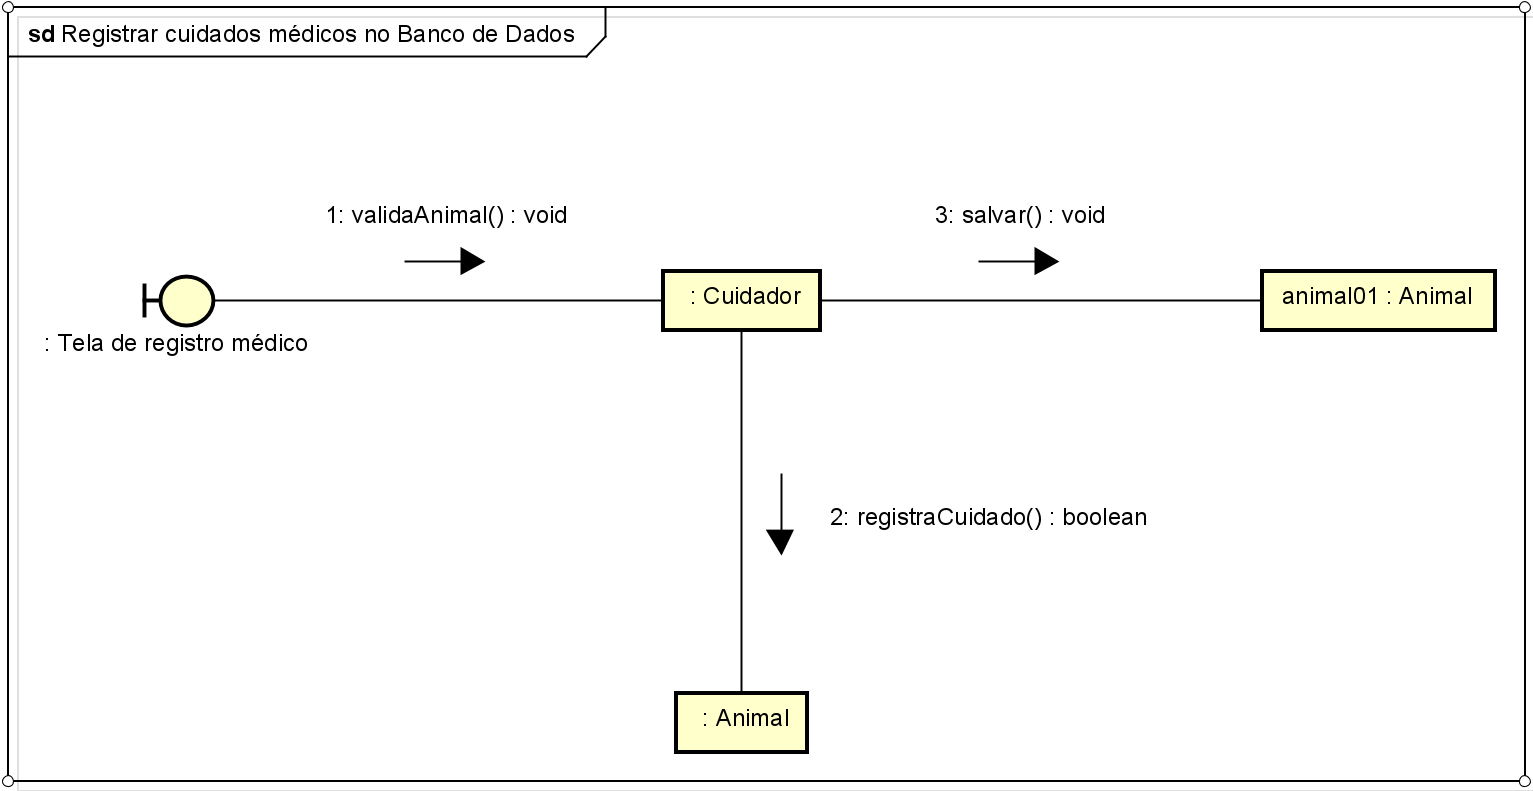 sd Registrar cuidados médicos no Banco de Dados
1: validaAnimal() : void
3: salvar() : void
: Cuidador
animal01 : Animal
: Tela de registro médico
2: registraCuidado() : boolean
: Animal